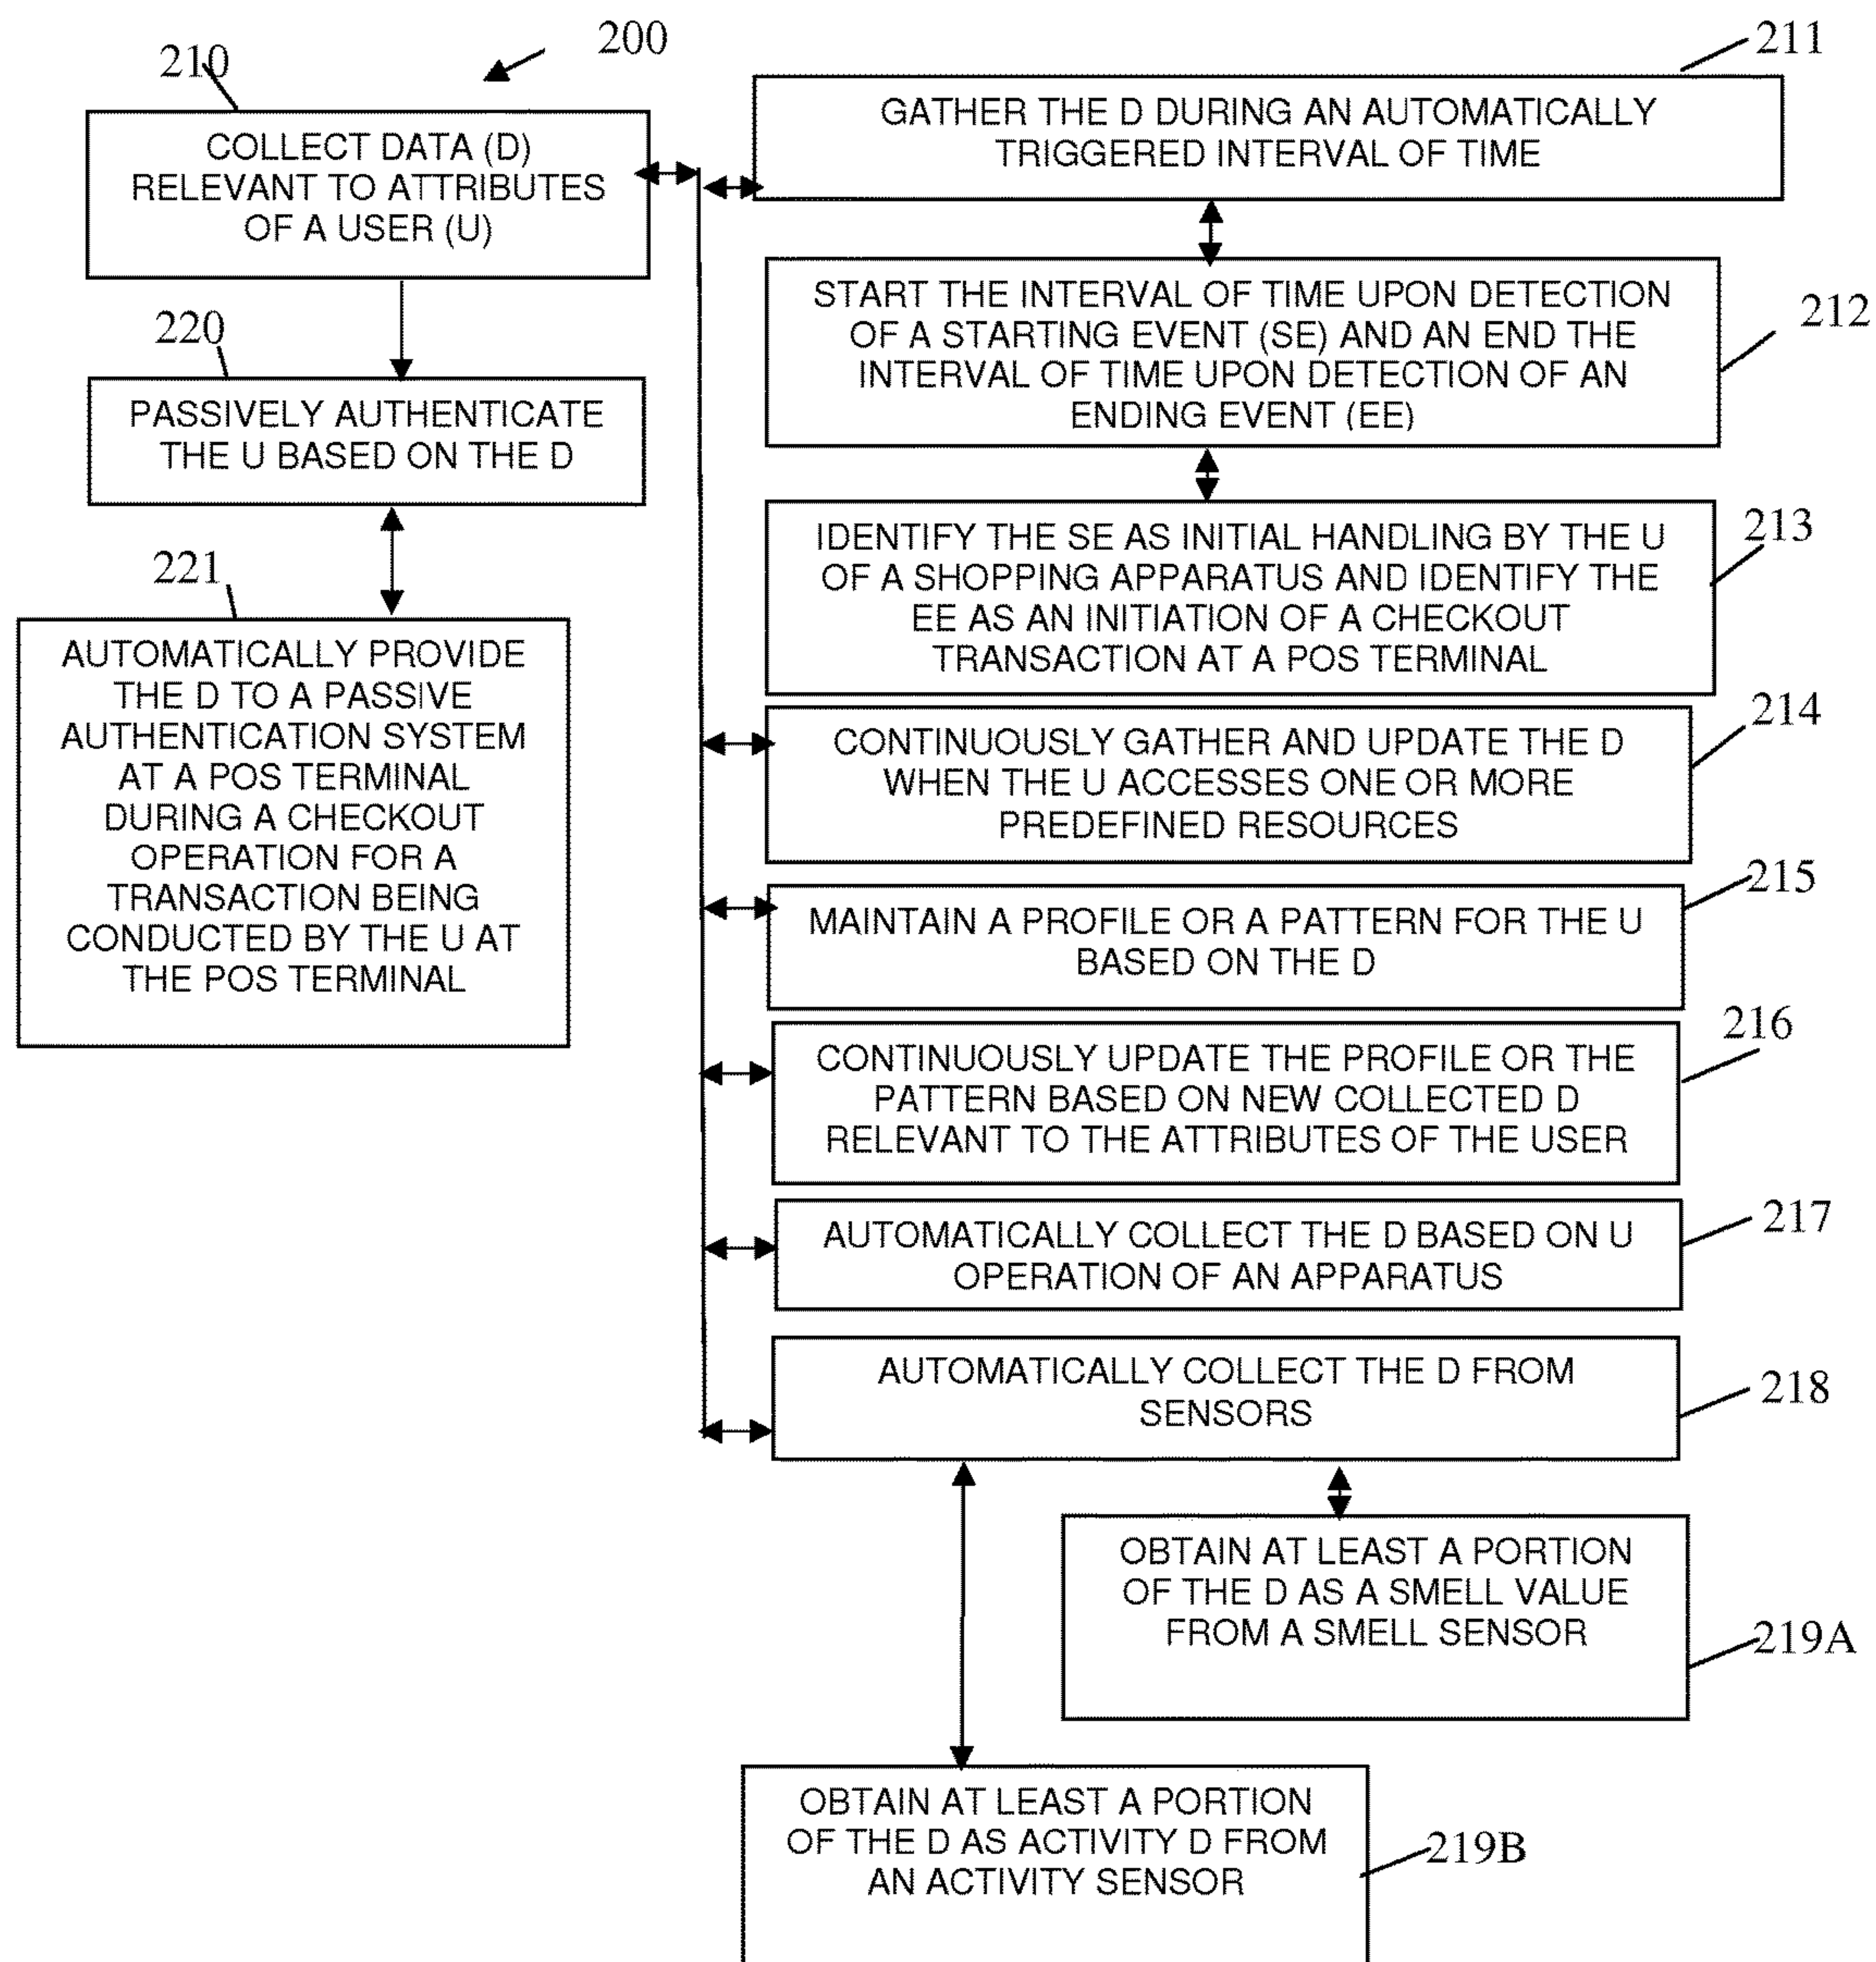 200
210
COLLECT DATA (D)
RELEVANT TO ATTRIBUTES
OF A USER (U)
220
PASSIVELY AUTHENTICATE
THE U BASED ON THE D
221
AUTOMATICALLY PROVIDE
THE D TO A PASSIVE
AUTHENTICATION SYSTEM
AT A POS TERMINAL
DURING A CHECKOUT
OPERATION FOR A
TRANSACTION BEING
CONDUCTED BY THE U AT
THE POS TERMINAL
211
GATHER THE D DURING AN AUTOMATICALLY
TRIGGERED INTERVAL OF TIME
212
START THE INTERVAL OF TIME UPON DETECTION
OF A STARTING EVENT (SE) AND AN END THE
INTERVAL OF TIME UPON DETECTION OF AN
ENDING EVENT (EE)
213
IDENTIFY THE SE AS INITIAL HANDLING BY THE U
OF A SHOPPING APPARATUS AND IDENTIFY THE
EE AS AN INITIATION OF A CHECKOUT
TRANSACTION AT A POS TERMINAL
214
CONTINUOUSLY GATHER AND UPDATE THE D
WHEN THE U ACCESSES ONE OR MORE
PREDEFINED RESOURCES
215
MAINTAIN A PROFILE OR A PATTERN FOR THE U
BASED ON THE D
216
CONTINUOUSLY UPDATE THE PROFILE OR THE
PATTERN BASED ON NEW COLLECTED D
RELEVANT TO THE ATTRIBUTES OF THE USER
217
AUTOMATICALLY COLLECT THE D BASED ON U
OPERATION OF AN APPARATUS
218
AUTOMATICALLY COLLECT THE D FROM
SENSORS
219A
OBTAIN AT LEAST A PORTION
OF THE D AS A SMELL VALUE
FROM A SMELL SENSOR
219B
OBTAIN AT LEAST A PORTION
OF THE D AS ACTIVITY D FROM
AN ACTIVITY SENSOR